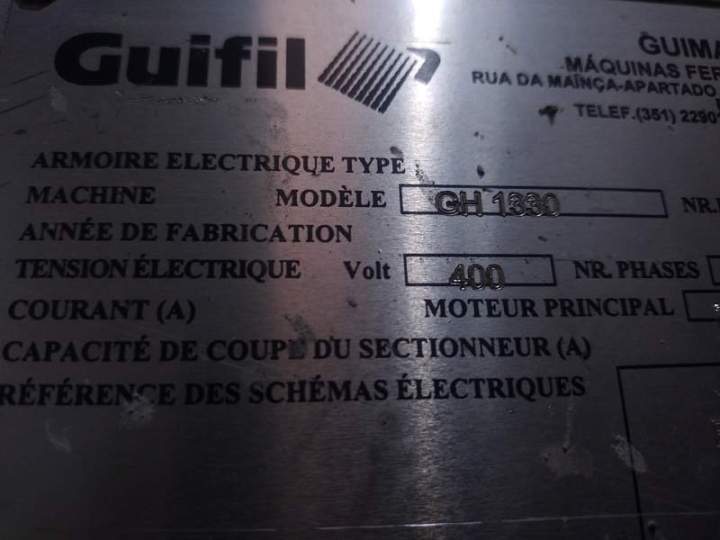 Guifil
GUIMA
MÁQUINAS FER
RUA DA MAÎNÇA-APARTADO
TELEF.(351) 2290
ARMOIRE ELECTRIQUE TYPE
MACHINE MODÈLE GH 1330 NR.
ANNÉE DE FABRICATION
TENSION ÉLECTRIQUE Volt 400 NR. PHASES
COURANT (A) MOTEUR PRINCIPAL
CAPACITÉ DE COUPE DU SECTIONNEUR (A)
RÉFÉRENCE DES SCHÉMAS ÉLECTRIQUES